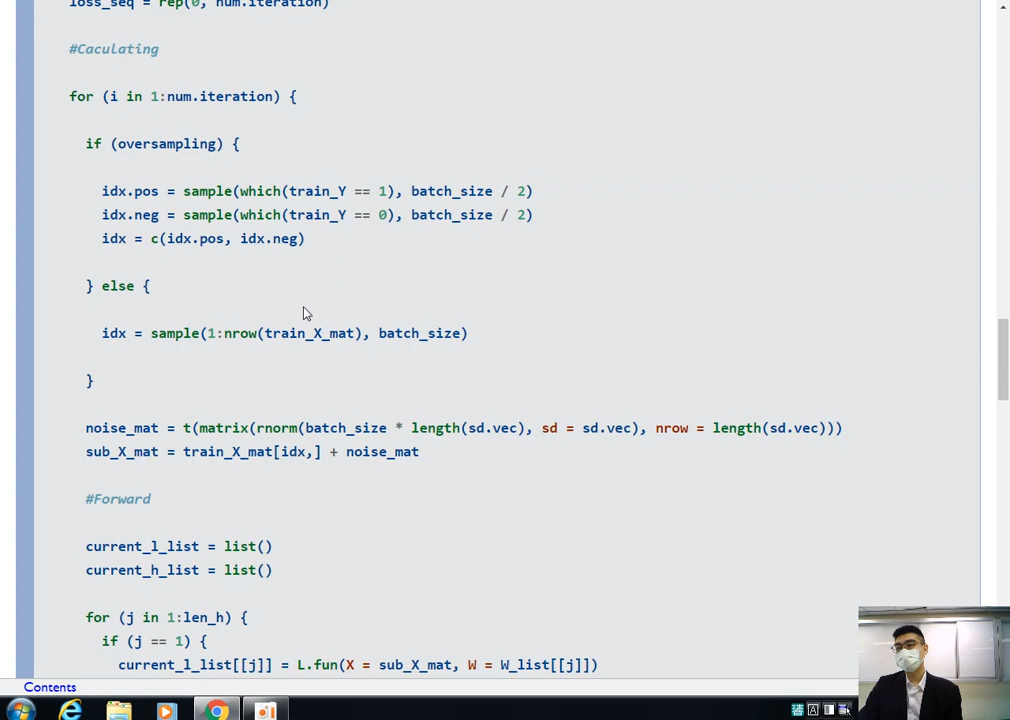 loss_seq = rep(0, num.iteration)
#Caculating
for (i in 1:num.iteration) {
if (oversampling) {
idx.pos = sample(which(train_Y == 1), batch_size / 2)
idx.neg = sample(which(train_Y == 0), batch_size / 2)
idx = c(idx.pos, idx.neg)
} else {
idx = sample(1:nrow(train_X_mat), batch_size)
}
noise_mat = t(matrix(rnorm(batch_size * length(sd.vec), sd = sd.vec), nrow = length(sd.vec)))
sub_X_mat = train_X_mat[idx,] + noise_mat
#Forward
current_l_list = list()
current_h_list = list()
for (j in 1:len_h) {
if (j == 1) {
current_l_list[[j]] = L.fun(X = sub_X_mat, W = W_list[[j]])
Contents